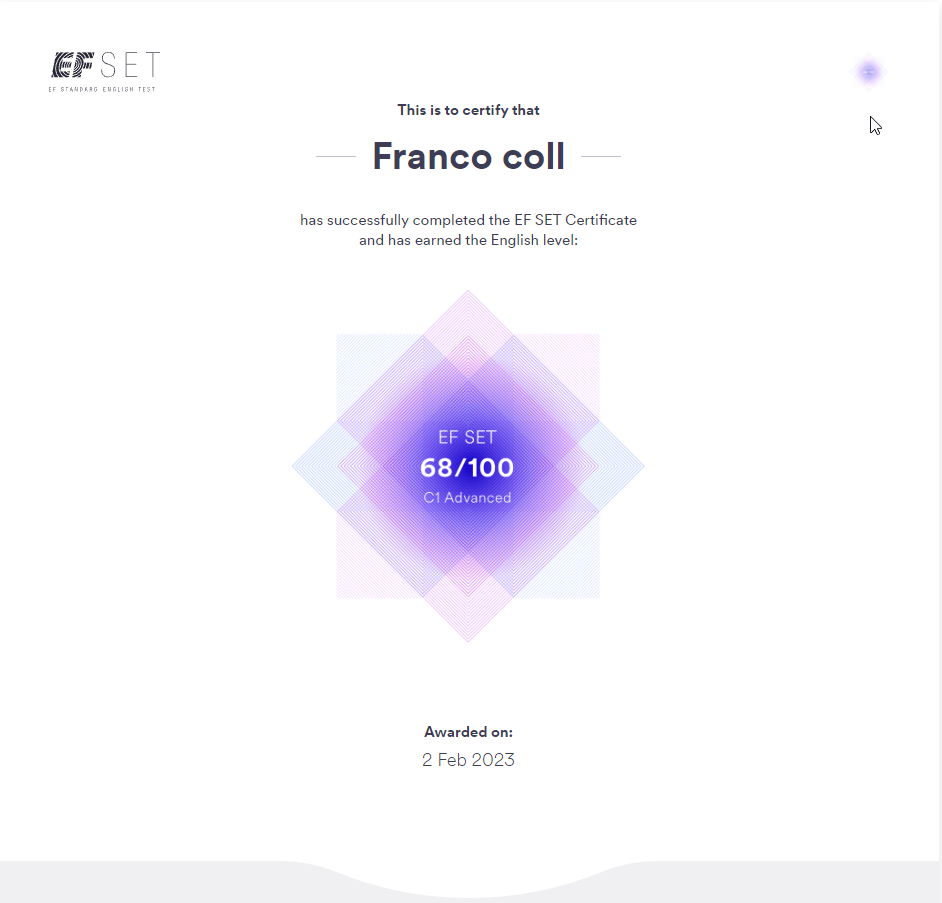 EF SET
EF STANDARD ENGLISH TEST
This is to certify that
Franco coll
has successfully completed the EF SET Certificate
and has earned the English level:
EF SET
68/100
C1 Advanced
Awarded on:
2 Feb 2023